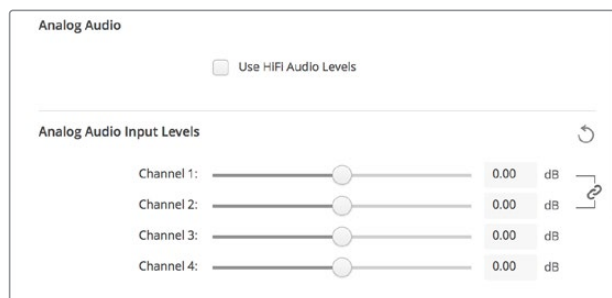 Analog Audio
Use HiFi Audio Levels
Analog Audio Input Levels
Channel 1: 0.00 dB
Channel 2: 0.00 dB
Channel 3: 0.00 dB
Channel 4: 0.00 dB